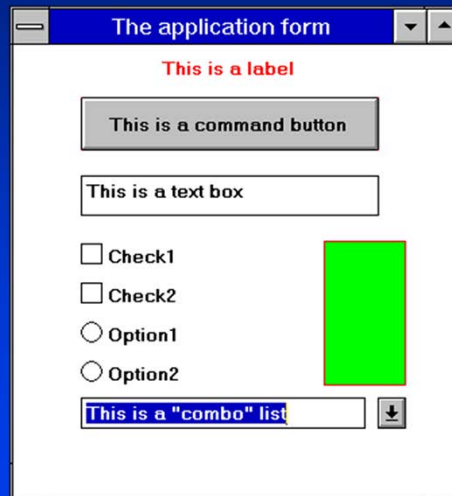 The application form
This is a label
This is a command button
This is a text box
Check1
Check2
Option1
Option2
This is a "combo" list